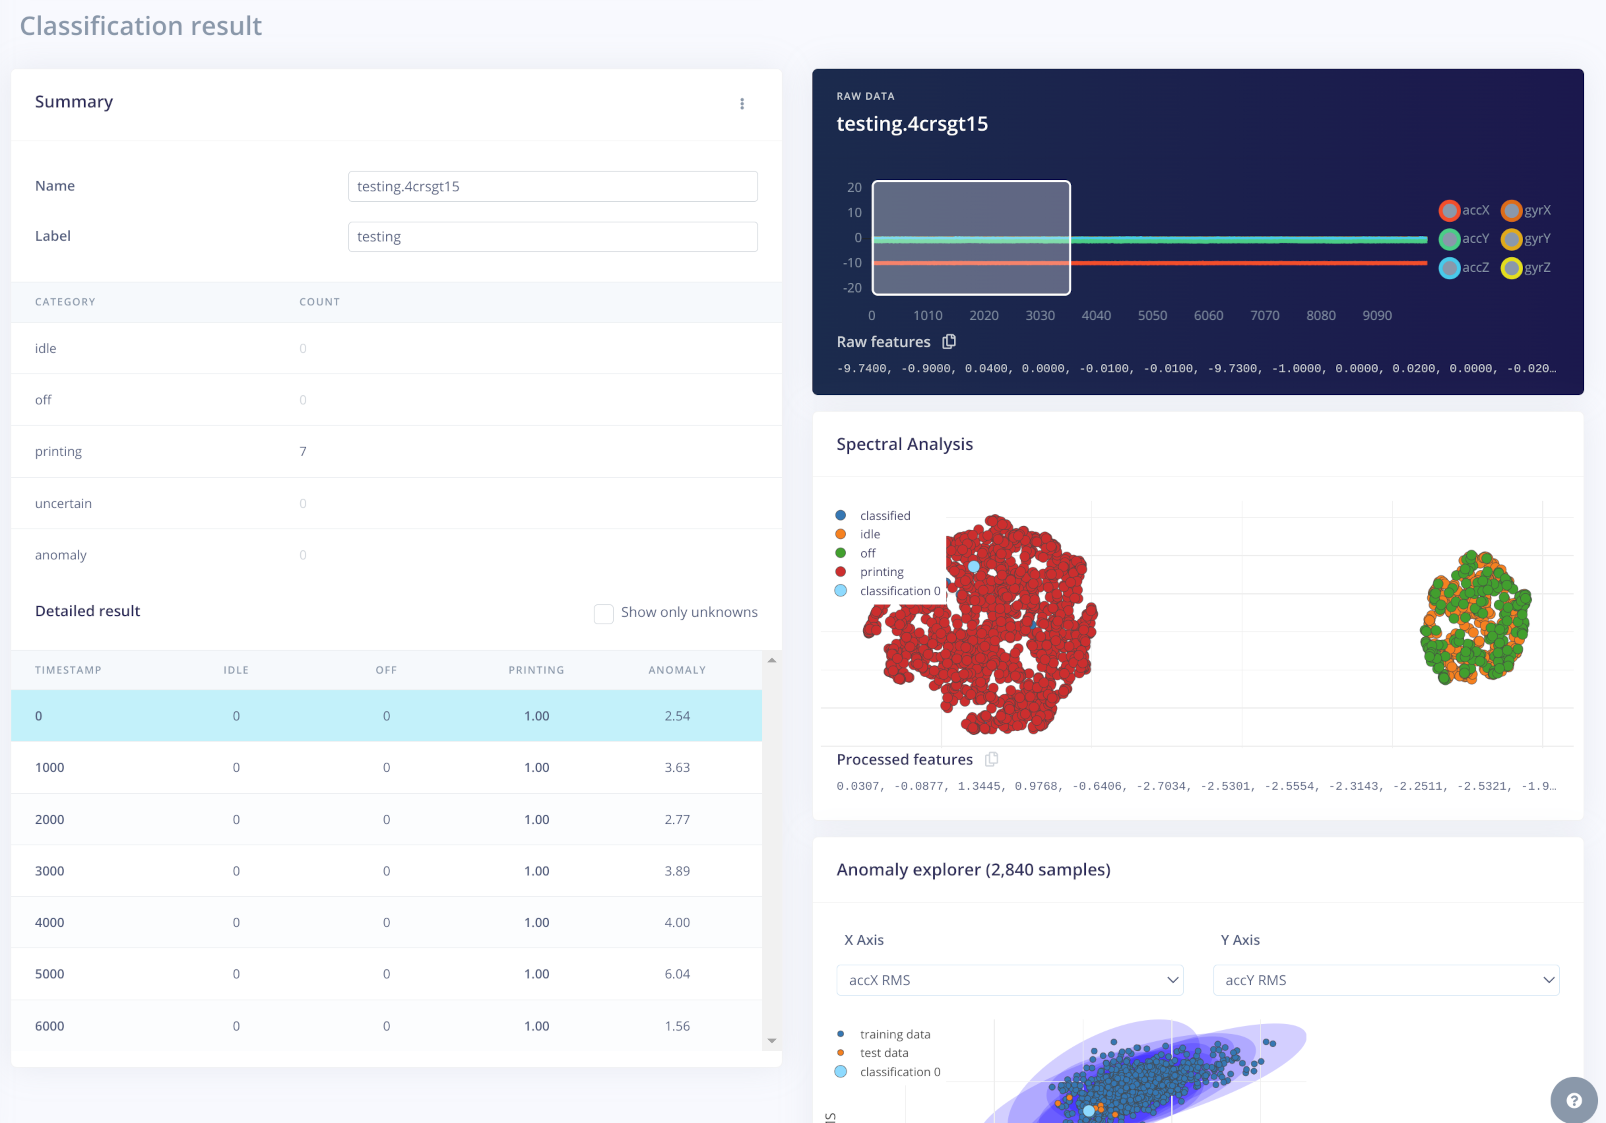 Classification result
Summary
Name
testing.4crsgt15
Label
testing
CATEGORY COUNT
idle 0
off 0
printing 7
uncertain 0
anomaly 0
Detailed result
Show only unknowns
TIMESTAMP IDLE OFF PRINTING ANOMALY
0 0 0 1.00 2.54
1000 0 0 1.00 3.63
2000 0 0 1.00 2.77
3000 0 0 1.00 3.89
4000 0 0 1.00 4.00
5000 0 0 1.00 6.04
6000 0 0 1.00 1.56
RAW DATA
testing.4crsgt15
20
10
0
-10
-20
0 1010 2020 3030 4040 5050 6060 7070 8080 9090
accX gyrX
accY gyrY
accZ gyrZ
Raw features
-9.7400, -0.9000, 0.0400, 0.0000, -0.0100, -0.0100, -9.7300, -1.0000, 0.0000, 0.0200, 0.0000, -0.020…
Spectral Analysis
classified
idle
off
printing
classification 0
Processed features
0.0307, -0.0877, 1.3445, 0.9768, -0.6406, -2.7034, -2.5301, -2.5554, -2.3143, -2.2511, -2.5321, -1.9…
Anomaly explorer (2,840 samples)
X Axis
accX RMS
Y Axis
accY RMS
training data
test data
classification 0
?